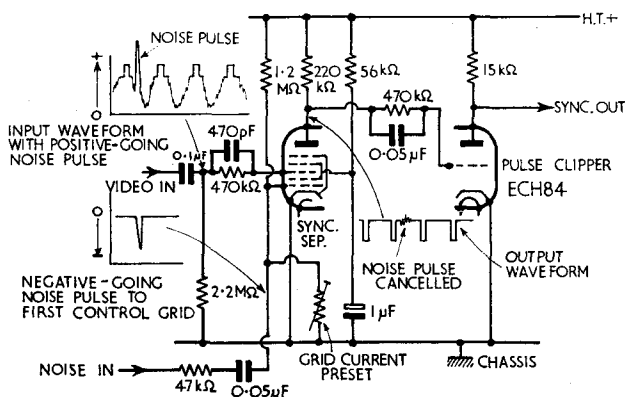 H.T.+
NOISE PULSE
+
O
INPUT WAVEFORM
WITH POSITIVE-GOING
NOISE PULSE
1·2
MΩ
220
kΩ
56kΩ
15kΩ
470kΩ
0·05µF
SYNC. OUT
PULSE CLIPPER
ECH84
470pF
0·1µF
VIDEO IN
470kΩ
SYNC.
SEP.
O
−
NEGATIVE-GOING
NOISE PULSE TO
FIRST CONTROL GRID
2·2MΩ
NOISE PULSE
CANCELLED
OUTPUT
WAVEFORM
1µF
GRID CURRENT
PRESET
CHASSIS
NOISE IN
47kΩ
0·05µF